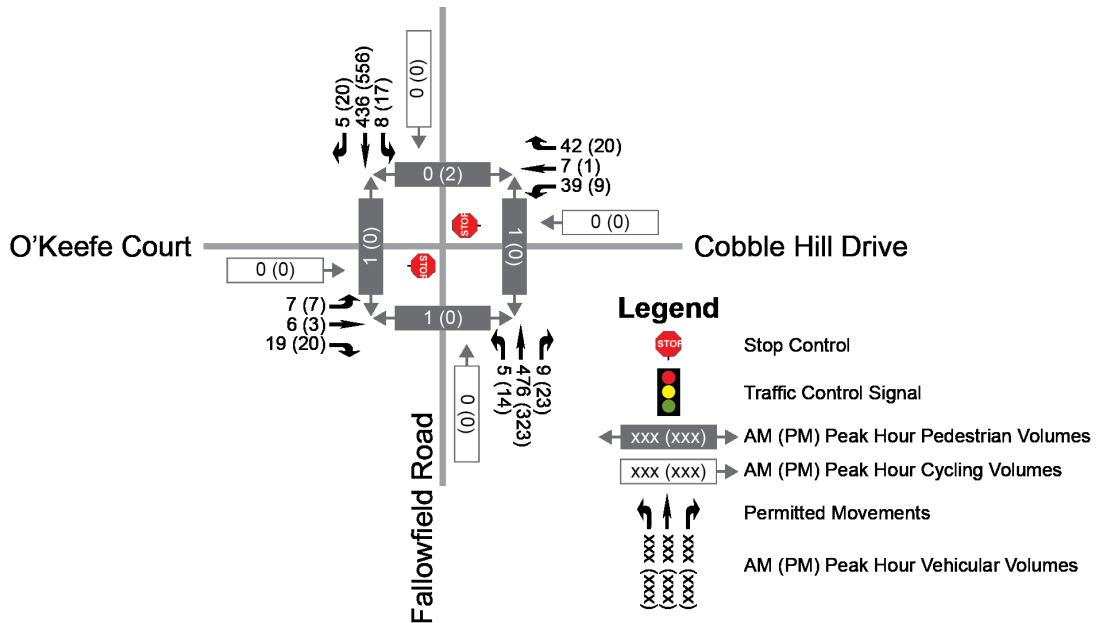 5 (20)
436 (556)
8 (17)
0 (0)
42 (20)
7 (1)
39 (9)
0 (2)
STOP
0 (0)
1 (0)
1 (0)
O'Keefe Court
Cobble Hill Drive
0 (0)
STOP
7 (7)
6 (3)
19 (20)
1 (0)
5 (14)
476 (323)
9 (23)
0 (0)
Fallowfield Road
Legend
STOP
Stop Control
Traffic Control Signal
xxx (xxx)
AM (PM) Peak Hour Pedestrian Volumes
xxx (xxx)
AM (PM) Peak Hour Cycling Volumes
Permitted Movements
xxx (xxx)
xxx (xxx)
xxx (xxx)
AM (PM) Peak Hour Vehicular Volumes